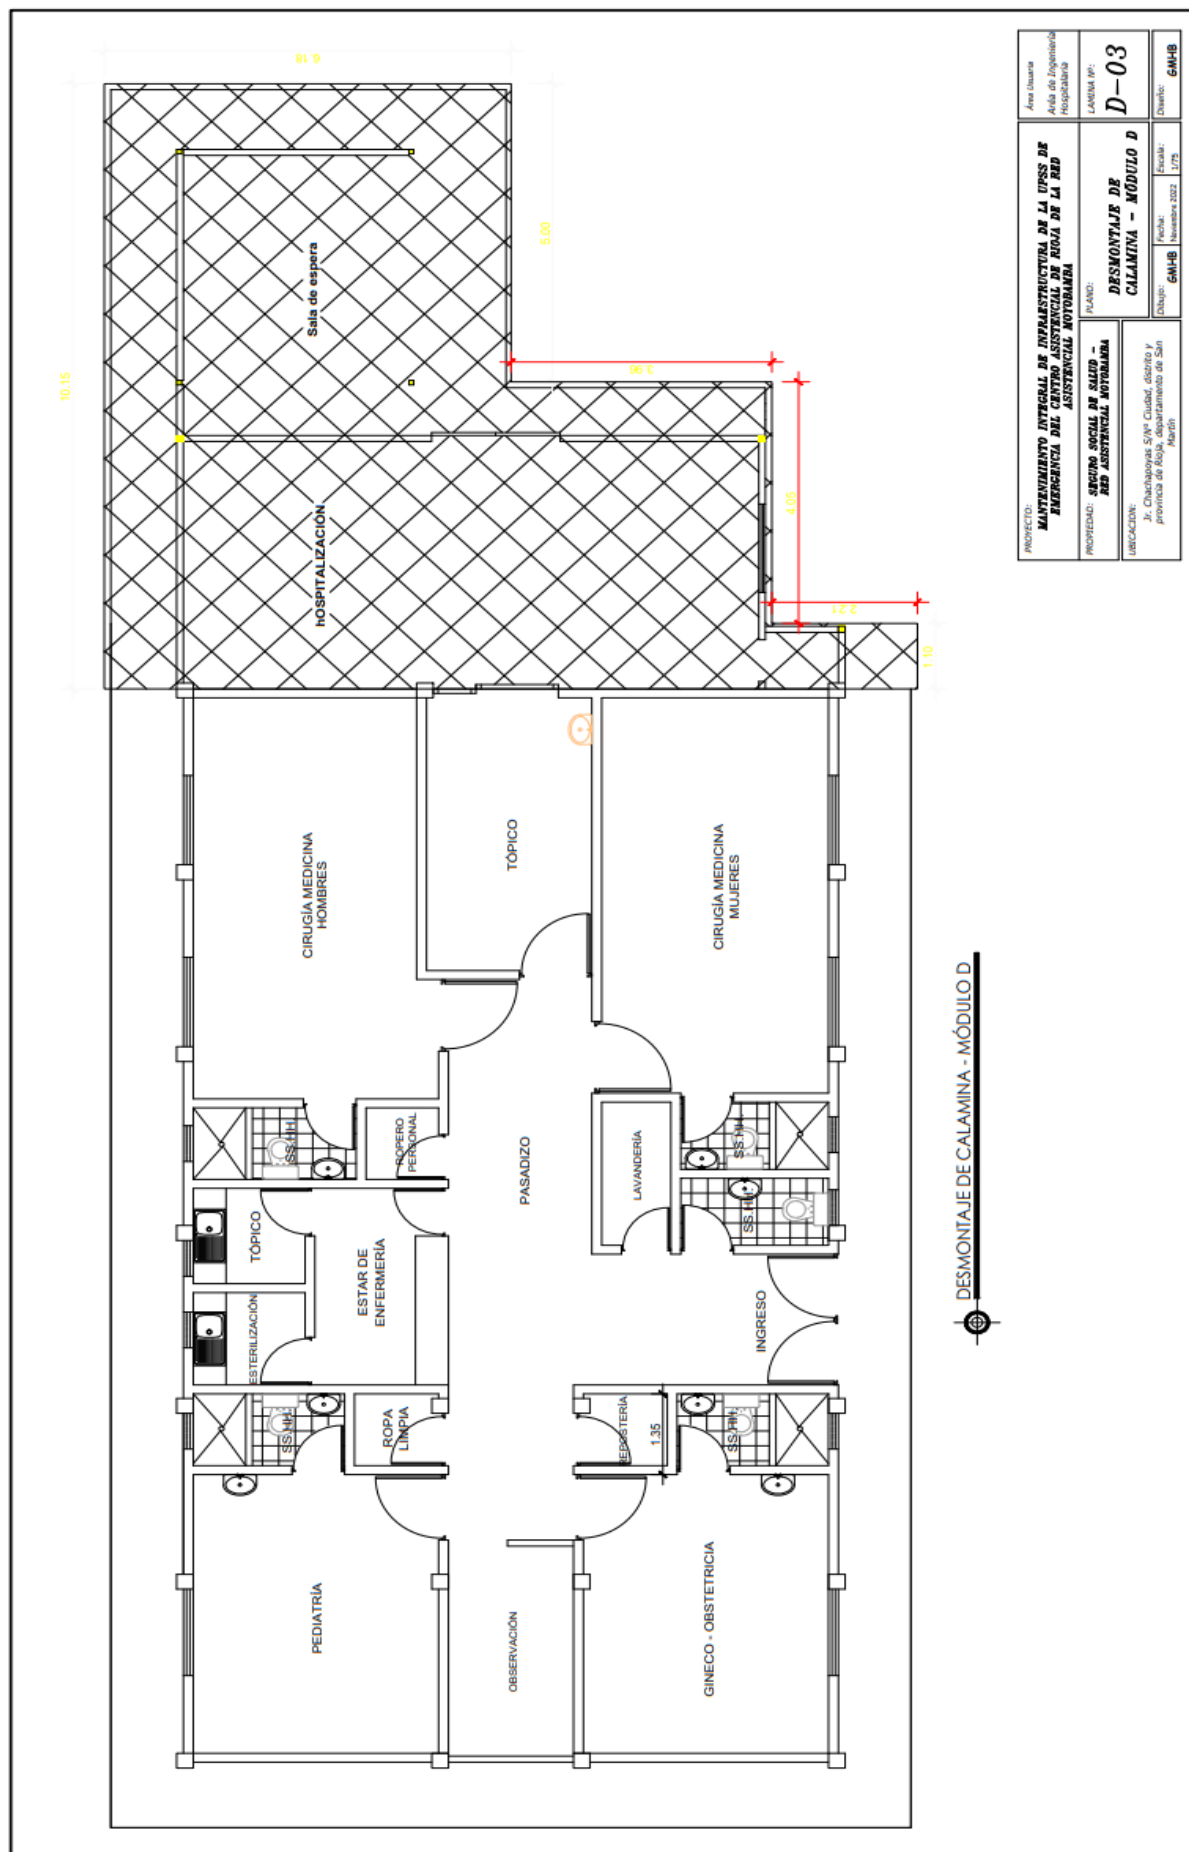 PROYECTO:
MANTENIMIENTO INTEGRAL DE INFRAESTRUCTURA DE LA UPSS DE
EMERGENCIA DEL CENTRO ASISTENCIAL DE RIOJA DE LA RED
ASISTENCIAL MOYOBAMBA
Área Usuaria
Aréa de Ingeniería
Hospitalaria
PROPIEDAD:
SEGURO SOCIAL DE SALUD -
RED ASISTENCIAL MOYOBAMBA
PLANO:
DESMONTAJE DE
CALAMINA - MÓDULO D
LAMINA Nº:
D-03
UBICACION:
Jr. Chachapoyas S/Nº Ciudad, distrito y
provincia de Rioja, departamento de San
Martín
Dibujo:
GMHB
Fecha:
Noviembre 2022
Escala:
1/75
Diseño:
GMHB
10.15
5.00
3.98
4.05
2.21
1.10
Sala de espera
hOSPITALIZACIÓN
CIRUGÍA MEDICINA
HOMBRES
TÓPICO
CIRUGÍA MEDICINA
MUJERES
SS.HH.
ROPERO
PERSONAL
PASADIZO
LAVANDERÍA
SS.HH.
SS.HH.
TÓPICO
ESTAR DE
ENFERMERÍA
ESTERILIZACIÓN
INGRESO
SS.HH.
ROPA
LIMPIA
REPOSTERÍA
1.35
SS.HH.
PEDIATRÍA
OBSERVACIÓN
GINECO - OBSTETRICIA
DESMONTAJE DE CALAMINA - MÓDULO D